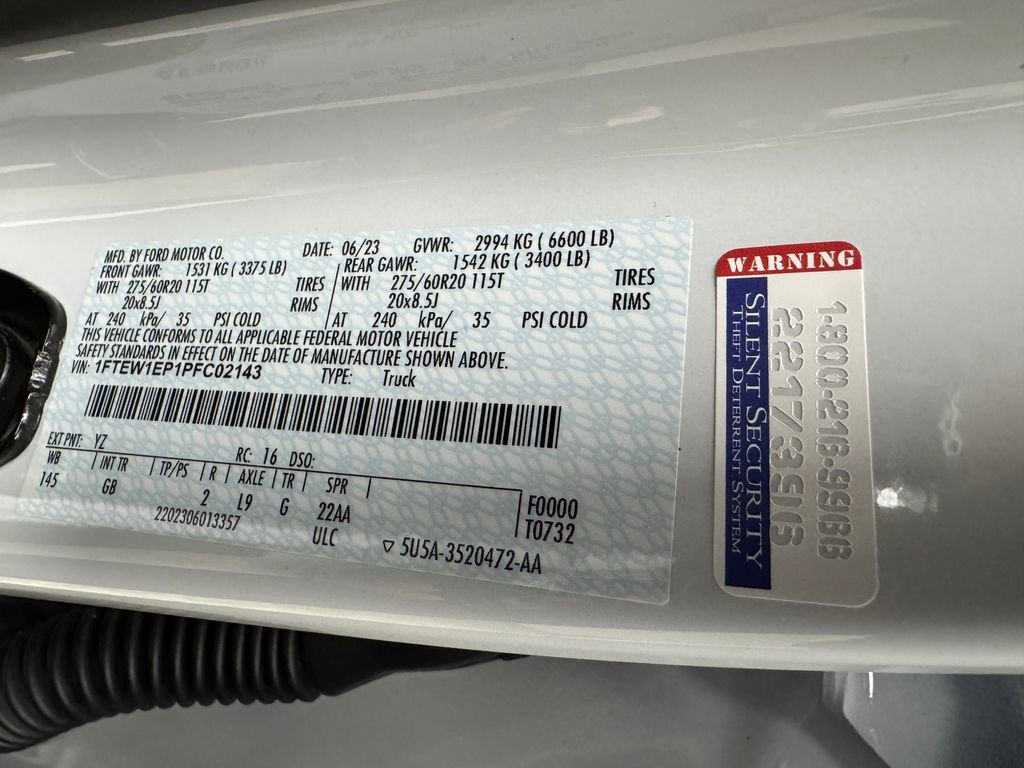 MFD. BY FORD MOTOR CO.
DATE: 06/23 GVWR: 2994 KG ( 6600 LB)
FRONT GAWR: 1531 KG ( 3375 LB) REAR GAWR: 1542 KG ( 3400 LB)
WITH 275/60R20 115T TIRES WITH 275/60R20 115T TIRES
20x8.5J RIMS 20x8.5J RIMS
AT 240 kPa/ 35 PSI COLD AT 240 kPa/ 35 PSI COLD
THIS VEHICLE CONFORMS TO ALL APPLICABLE FEDERAL MOTOR VEHICLE
SAFETY STANDARDS IN EFFECT ON THE DATE OF MANUFACTURE SHOWN ABOVE.
VIN: 1FTEW1EP1PFC02143 TYPE: Truck
EXT PNT: YZ RC: 16 DSO:
WB INT TR TP/PS R AXLE TR SPR
145 GB 2 L9 G 22AA F0000
2202306013357 ULC T0732
5U5A-3520472-AA
WARNING
SILENT SECURITY
THEFT DETERRENT SYSTEM